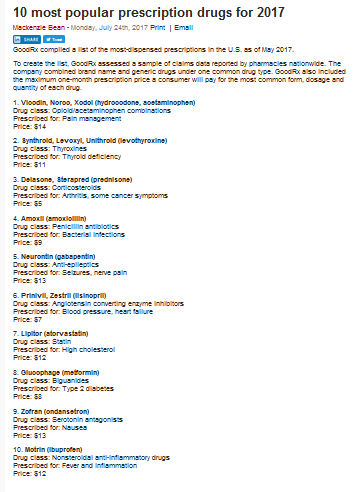 10 most popular prescription drugs for 2017
Mackenzie Bean - Monday, July 24th, 2017 Print | Email
SHARE Tweet
GoodRx compiled a list of the most-dispensed prescriptions in the U.S. as of May 2017.
To create the list, GoodRx assessed a sample of claims data reported by pharmacies nationwide. The
company combined brand name and generic drugs under one common drug type. GoodRx also included
the maximum one-month prescription price a consumer will pay for the most common form, dosage and
quantity of each drug.
1. Vicodin, Norco, Xodol (hydrocodone, acetaminophen)
Drug class: Opioid/acetaminophen combinations
Prescribed for: Pain management
Price: $14
2. Synthroid, Levoxyl, Unithroid (levothyroxine)
Drug class: Thyroxines
Prescribed for: Thyroid deficiency
Price: $11
3. Delasone, Sterapred (prednisone)
Drug class: Corticosteroids
Prescribed for: Arthritis, some cancer symptoms
Price: $5
4. Amoxil (amoxicillin)
Drug class: Penicillin antibiotics
Prescribed for: Bacterial infections
Price: $9
5. Neurontin (gabapentin)
Drug class: Anti-epileptics
Prescribed for: Seizures, nerve pain
Price: $13
6. Prinivil, Zestril (lisinopril)
Drug class: Angiotensin converting enzyme inhibitors
Prescribed for: Blood pressure, heart failure
Price: $7
7. Lipitor (atorvastatin)
Drug class: Statin
Prescribed for: High cholesterol
Price: $12
8. Glucophage (metformin)
Drug class: Biguanides
Prescribed for: Type 2 diabetes
Price: $8
9. Zofran (ondansetron)
Drug class: Serotonin antagonists
Prescribed for: Nausea
Price: $13
10. Motrin (ibuprofen)
Drug class: Nonsteroidal anti-inflammatory drugs
Prescribed for: Fever and inflammation
Price: $12